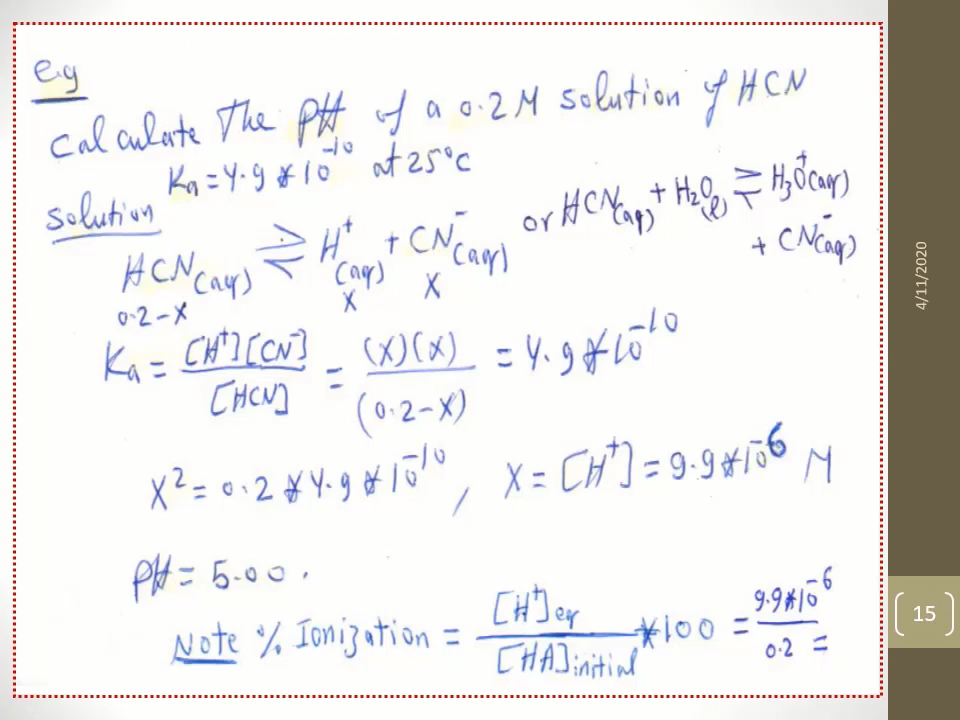 e.g
Calculate The PH of a 0.2 M solution of HCN
Ka = 4.9 * 10⁻¹⁰ at 25°C
Solution
HCN(aq) ⇌ H⁺(aq) + CN⁻(aq) or HCN(aq) + H₂O(l) ⇌ H₃O⁺(aq) + CN⁻(aq)
0.2-X X X
Ka = [H⁺][CN⁻] / [HCN] = (X)(X) / (0.2-X) = 4.9 * 10⁻¹⁰
X² = 0.2 * 4.9 * 10⁻¹⁰ , X = [H⁺] = 9.9 * 10⁻⁶ M
PH = 5.00 .
Note % Ionization = [H⁺]eq / [HA]initial * 100 = 9.9 * 10⁻⁶ / 0.2 =
4/11/2020
15